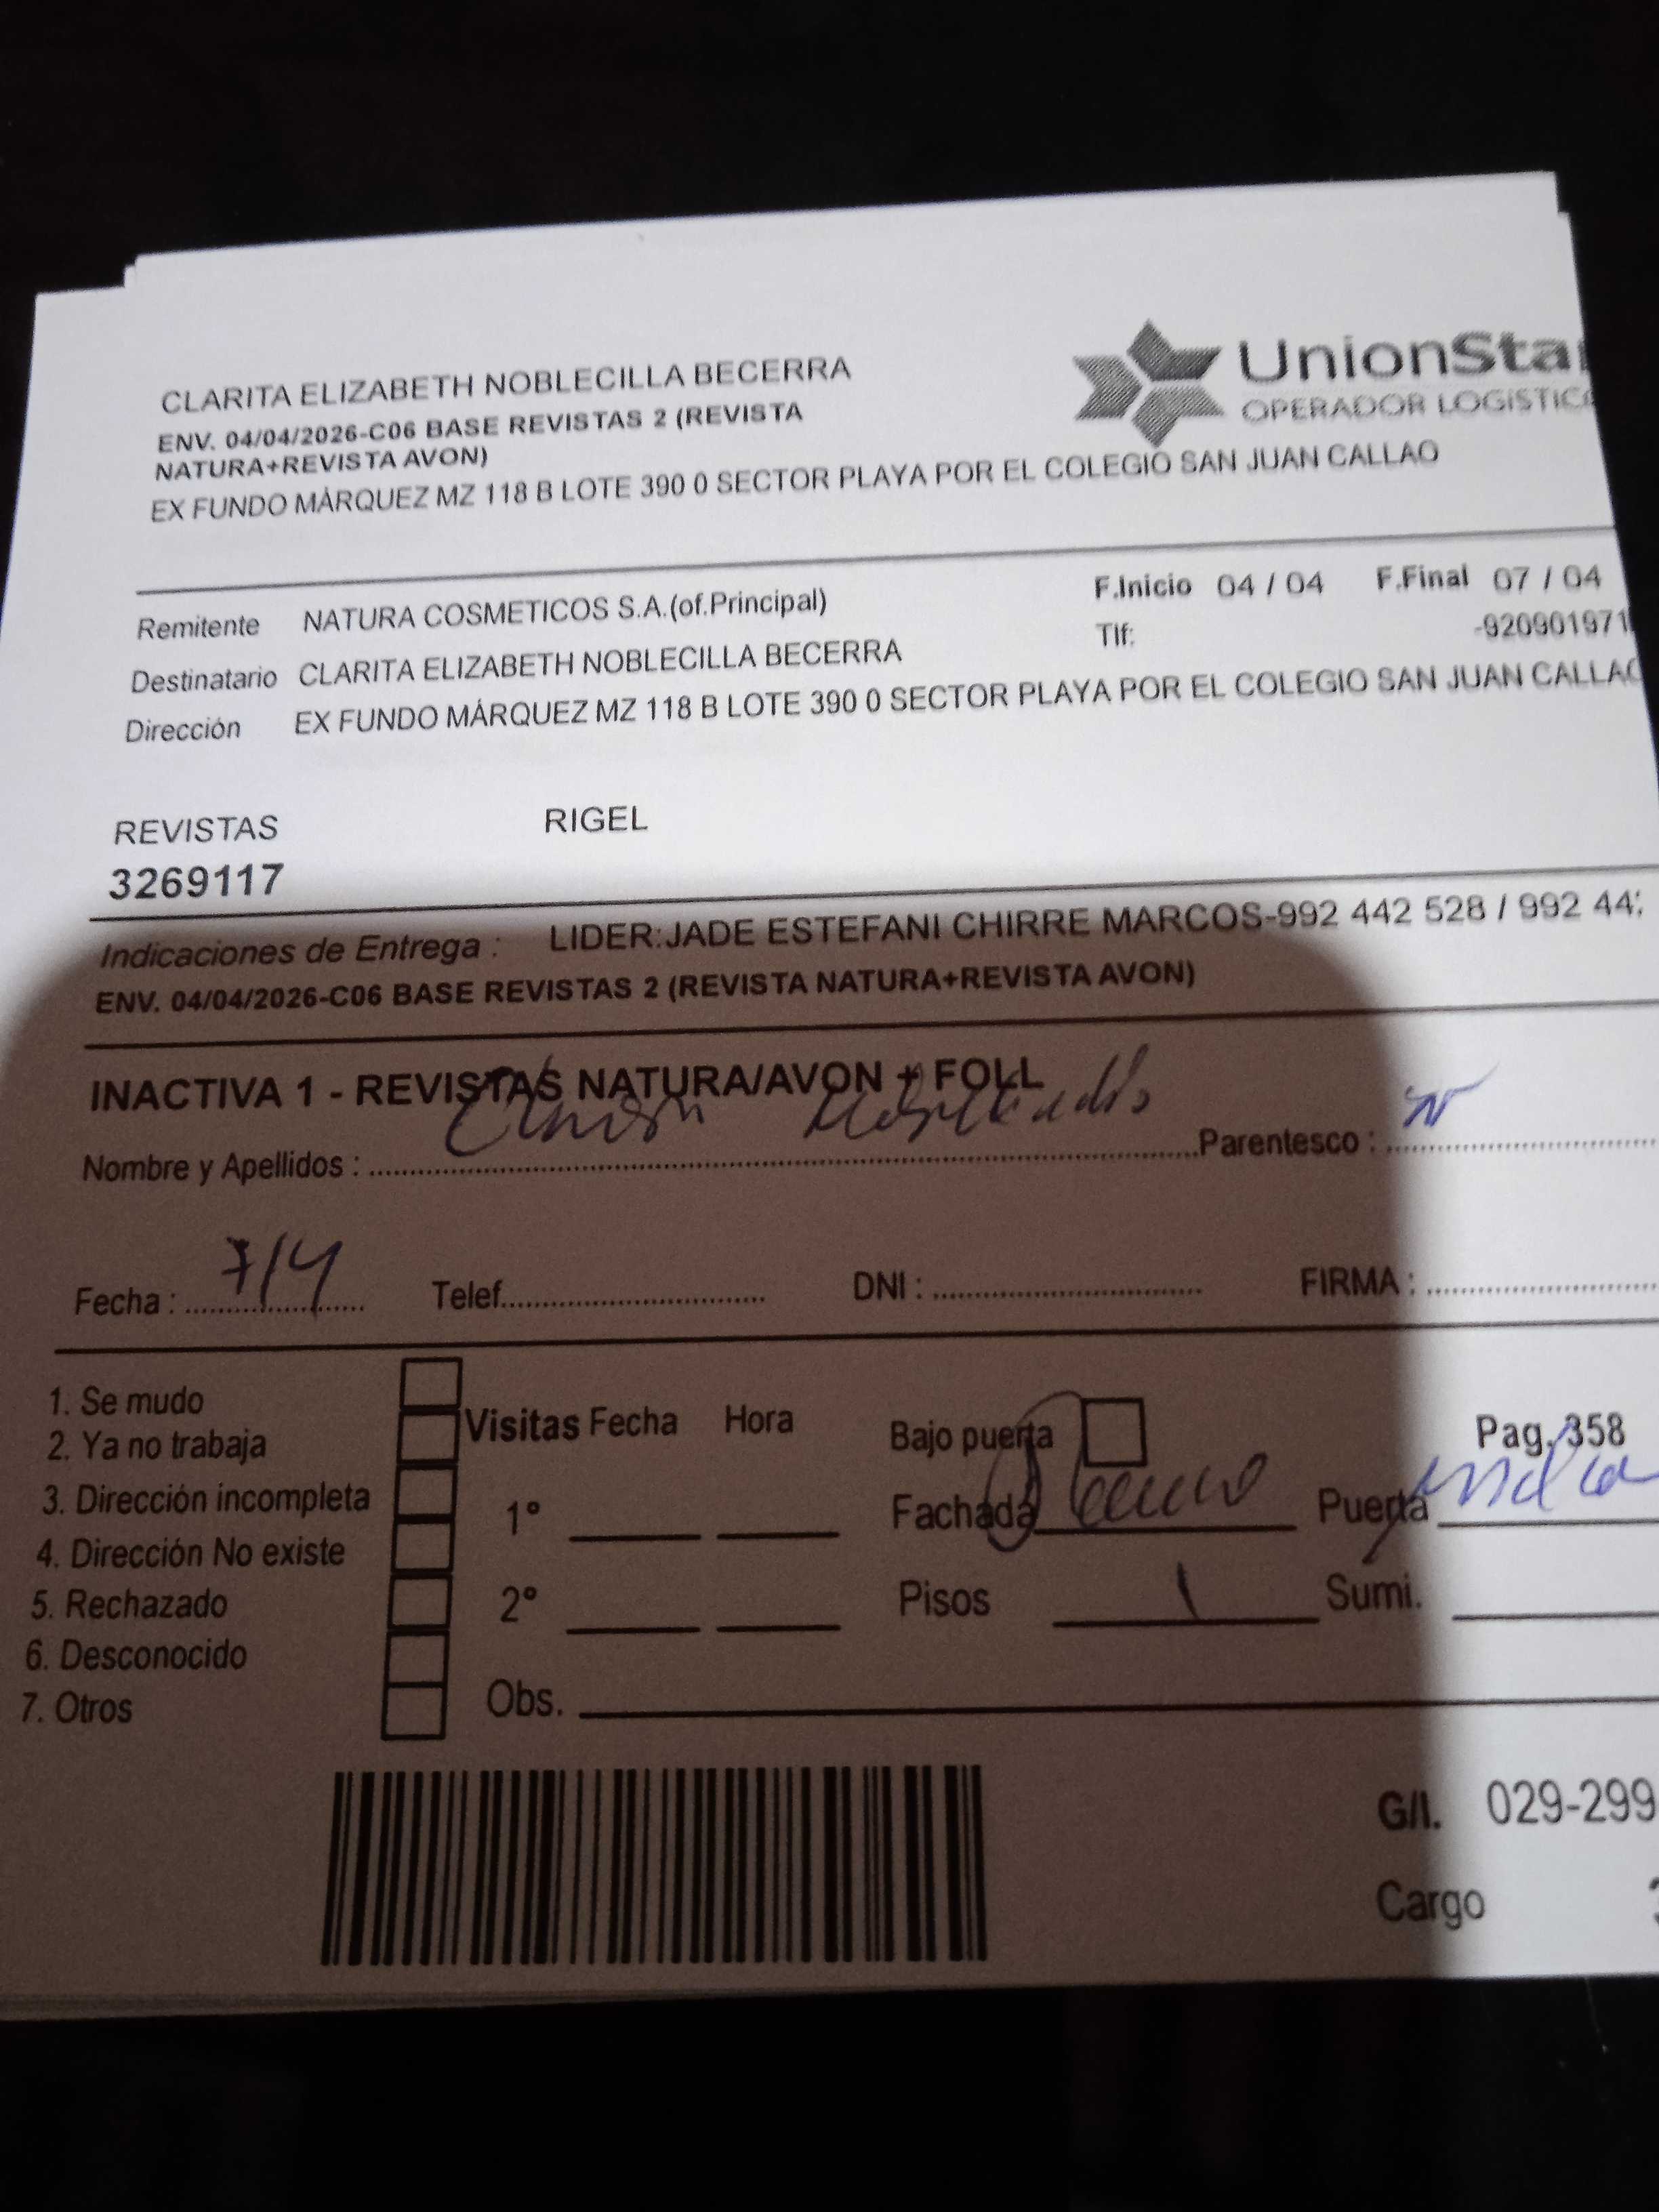 CLARITA ELIZABETH NOBLECILLA BECERRA
ENV. 04/04/2026-C06 BASE REVISTAS 2 (REVISTA
NATURA+REVISTA AVON)
EX FUNDO MÁRQUEZ MZ 118 B LOTE 390 0 SECTOR PLAYA POR EL COLEGIO SAN JUAN CALLAO
UnionSta
OPERADOR LOGÍSTIC
Remitente NATURA COSMETICOS S.A.(of.Principal) F.Inicio 04 / 04 F.Final 07 / 04
Destinatario CLARITA ELIZABETH NOBLECILLA BECERRA Tlf: -920901971
Dirección EX FUNDO MÁRQUEZ MZ 118 B LOTE 390 0 SECTOR PLAYA POR EL COLEGIO SAN JUAN CALLAO
REVISTAS RIGEL
3269117
Indicaciones de Entrega : LIDER:JADE ESTEFANI CHIRRE MARCOS-992 442 528 / 992 44
ENV. 04/04/2026-C06 BASE REVISTAS 2 (REVISTA NATURA+REVISTA AVON)
INACTIVA 1 - REVISTAS NATURA/AVON + FOLL
Nombre y Apellidos : Parentesco :
Fecha : 7/4 Telef. DNI : FIRMA :
1. Se mudo
2. Ya no trabaja
3. Dirección incompleta
4. Dirección No existe
5. Rechazado
6. Desconocido
7. Otros
Visitas Fecha Hora
1°
2°
Obs.
Bajo puerta Pag. 358
Fachada Puerta
Pisos 1 Sumi.
G/I. 029-299
Cargo